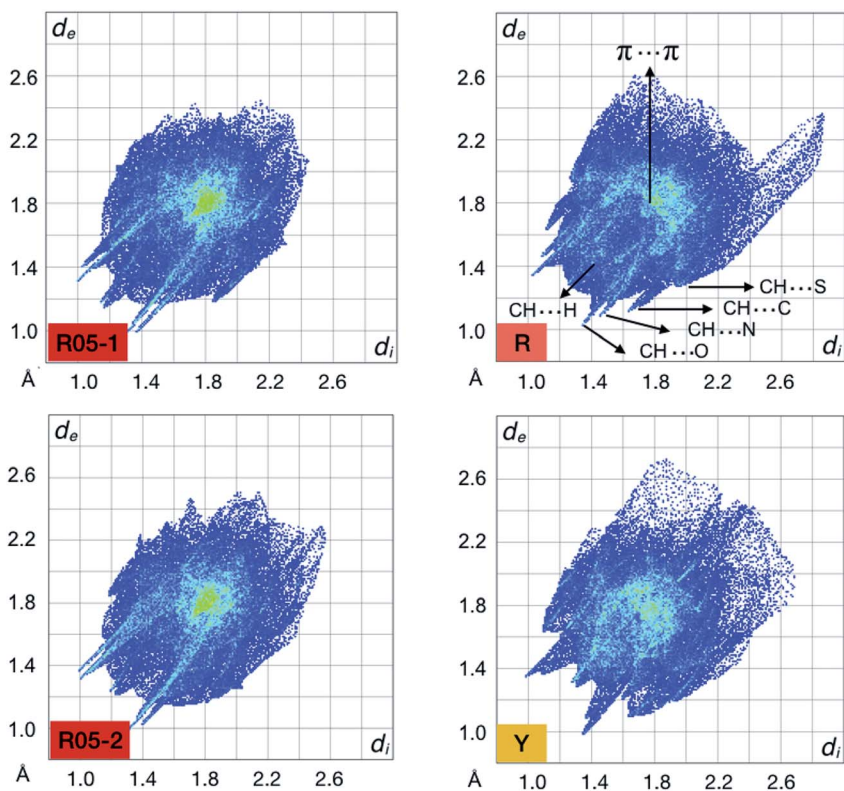 de
2.6
2.2
1.8
1.4
1.0
R05-1
di
Å
1.0 1.4 1.8 2.2 2.6
de
π···π
2.6
2.2
1.8
1.4
1.0
CH···S
CH···H
CH···C
CH···N
CH···O
R
di
Å
1.0 1.4 1.8 2.2 2.6
de
2.6
2.2
1.8
1.4
1.0
R05-2
di
Å
1.0 1.4 1.8 2.2 2.6
de
2.6
2.2
1.8
1.4
1.0
Y
di
Å
1.0 1.4 1.8 2.2 2.6